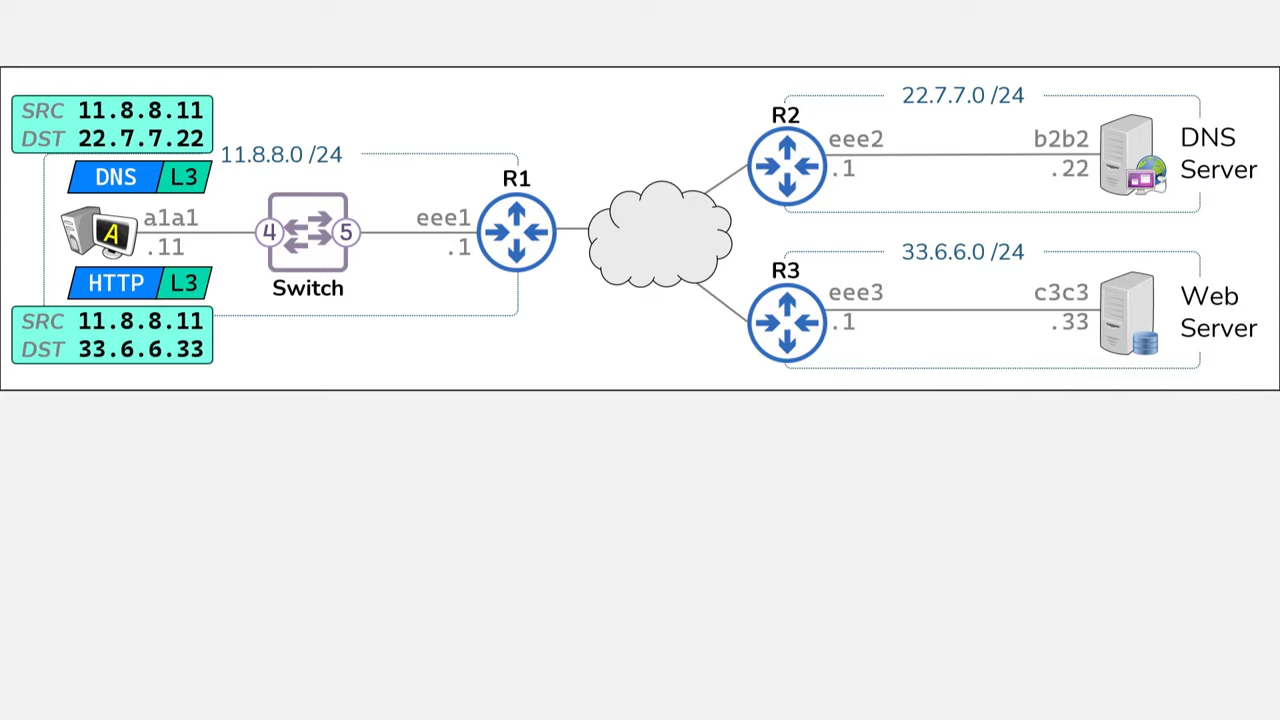 SRC 11.8.8.11
DST 22.7.7.22
DNS L3
11.8.8.0 /24
A
a1a1
.11
HTTP L3
SRC 11.8.8.11
DST 33.6.6.33
4
5
Switch
eee1
.1
R1
R2
22.7.7.0 /24
eee2
.1
b2b2
.22
DNS
Server
R3
33.6.6.0 /24
eee3
.1
c3c3
.33
Web
Server